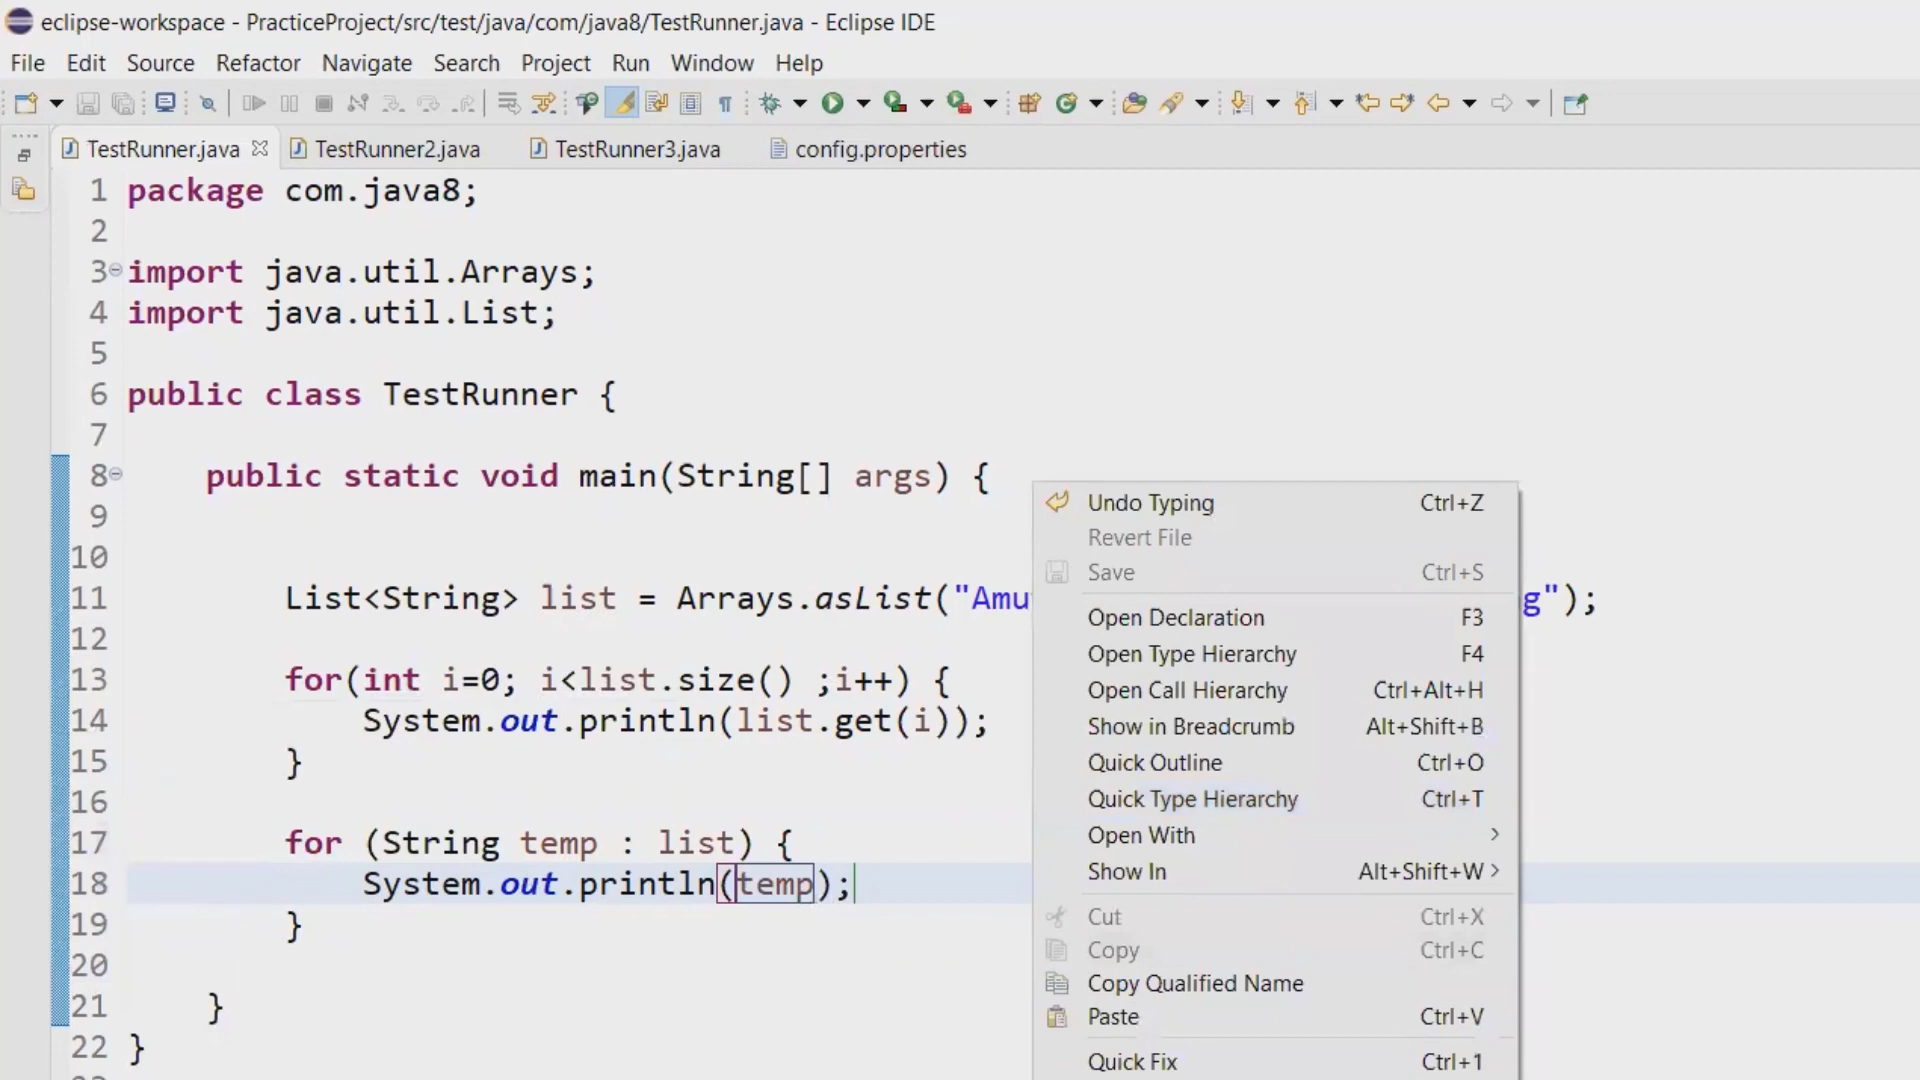 eclipse-workspace - PracticeProject/src/test/java/com/java8/TestRunner.java - Eclipse IDE
File Edit Source Refactor Navigate Search Project Run Window Help
TestRunner.java TestRunner2.java TestRunner3.java config.properties
1 package com.java8;
2
3 import java.util.Arrays;
4 import java.util.List;
5
6 public class TestRunner {
7
8 public static void main(String[] args) {
9
10
11 List<String> list = Arrays.asList("Amu g");
12
13 for(int i=0; i<list.size() ;i++) {
14 System.out.println(list.get(i));
15 }
16
17 for (String temp : list) {
18 System.out.println(temp);
19 }
20
21 }
22 }
Undo Typing Ctrl+Z
Revert File
Save Ctrl+S
Open Declaration F3
Open Type Hierarchy F4
Open Call Hierarchy Ctrl+Alt+H
Show in Breadcrumb Alt+Shift+B
Quick Outline Ctrl+O
Quick Type Hierarchy Ctrl+T
Open With
Show In Alt+Shift+W
Cut Ctrl+X
Copy Ctrl+C
Copy Qualified Name
Paste Ctrl+V
Quick Fix Ctrl+1